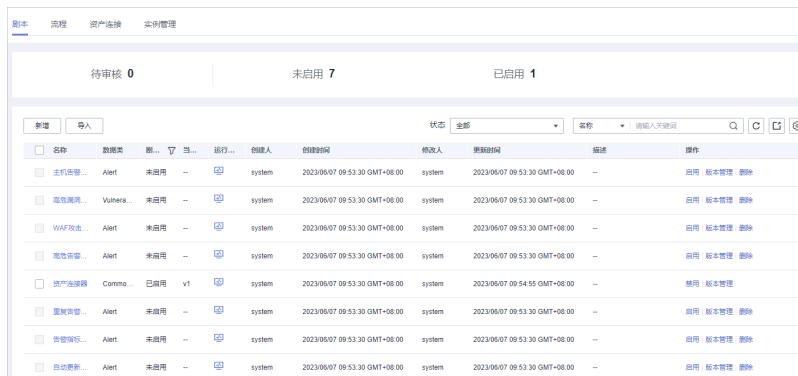 剧本 流程 资产连接 实例管理
待审核 0 未启用 7 已启用 1
新增 导入 状态 全部 名称 请输入关键词
名称 数据类 剧... 当... 运行... 创建人 创建时间 修改人 更新时间 描述 操作
主机告警... Alert 未启用 -- system 2023/06/07 09:53:30 GMT+08:00 system 2023/06/07 09:53:30 GMT+08:00 -- 启用 版本管理 删除
高危漏洞... Vulnera... 未启用 -- system 2023/06/07 09:53:30 GMT+08:00 system 2023/06/07 09:53:30 GMT+08:00 -- 启用 版本管理 删除
WAF攻击... Alert 未启用 -- system 2023/06/07 09:53:30 GMT+08:00 system 2023/06/07 09:53:30 GMT+08:00 -- 启用 版本管理 删除
高危告警... Alert 未启用 -- system 2023/06/07 09:53:30 GMT+08:00 system 2023/06/07 09:53:30 GMT+08:00 -- 启用 版本管理 删除
资产连接器 Commo... 已启用 v1 system 2023/06/07 09:53:30 GMT+08:00 system 2023/06/07 09:54:55 GMT+08:00 -- 禁用 版本管理
重复告警... Alert 未启用 -- system 2023/06/07 09:53:30 GMT+08:00 system 2023/06/07 09:53:30 GMT+08:00 -- 启用 版本管理 删除
告警指标... Alert 未启用 -- system 2023/06/07 09:53:30 GMT+08:00 system 2023/06/07 09:53:30 GMT+08:00 -- 启用 版本管理 删除
自动更新... Alert 未启用 -- system 2023/06/07 09:53:30 GMT+08:00 system 2023/06/07 09:53:30 GMT+08:00 -- 启用 版本管理 删除